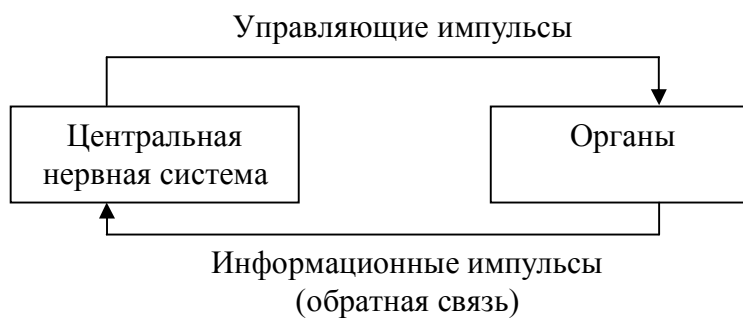 Управляющие импульсы
Центральная
нервная система
Органы
Информационные импульсы
(обратная связь)